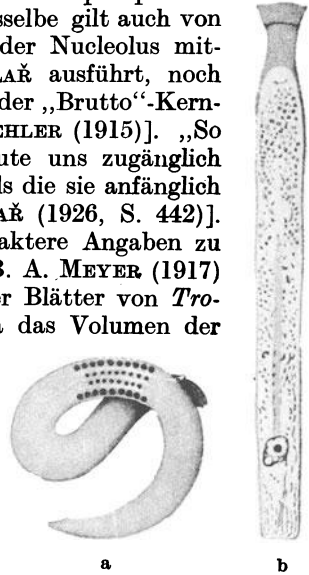 sselbe gilt auch von
der Nucleolus mit-
LAŘ ausführt, noch
der „Brutto“-Kern-
CHLER (1915)]. „So
ute uns zugänglich
ls die sie anfänglich
AŘ (1926, S. 442)].
aktere Angaben zu
A. MEYER (1917)
r Blätter von Tro-
das Volumen der
a b